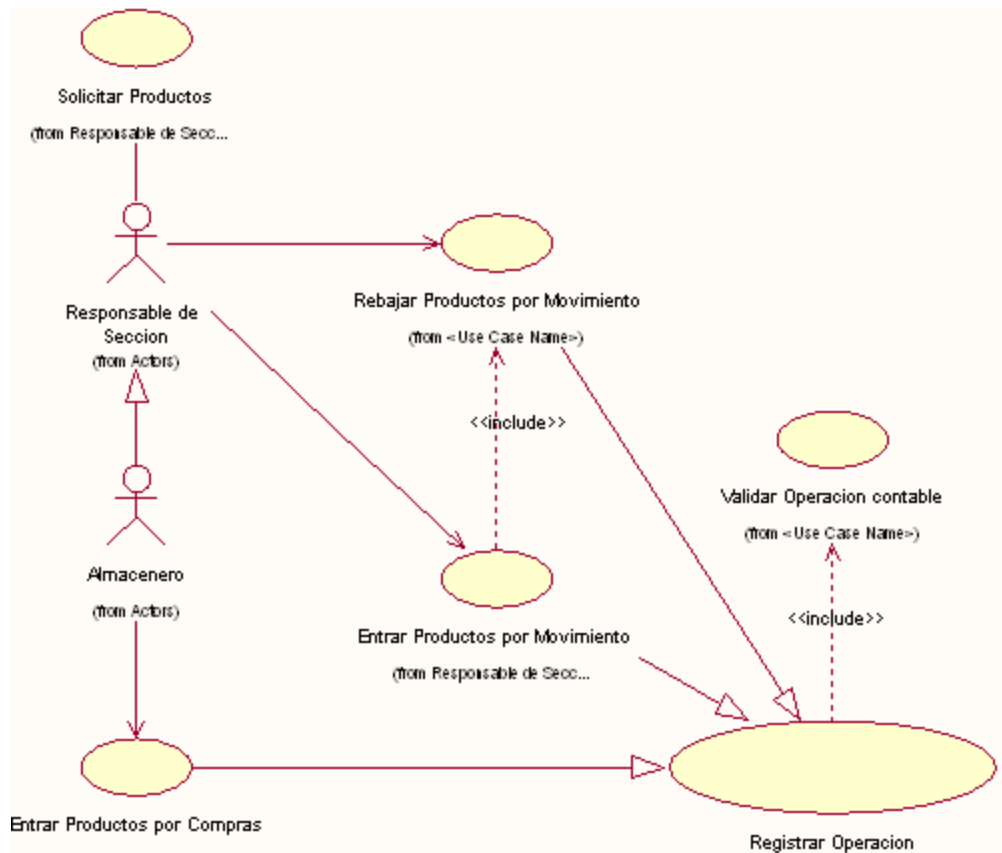 Solicitar Productos
(from Responsable de Secc...
Responsable de
Seccion
(from Actors)
Rebajar Productos por Movimiento
(from <Use Case Name>)
<<include>>
Validar Operacion contable
(from <Use Case Name>)
<<include>>
Almacenero
(from Actors)
Entrar Productos por Movimiento
(from Responsable de Secc...
Entrar Productos por Compras
Registrar Operacion